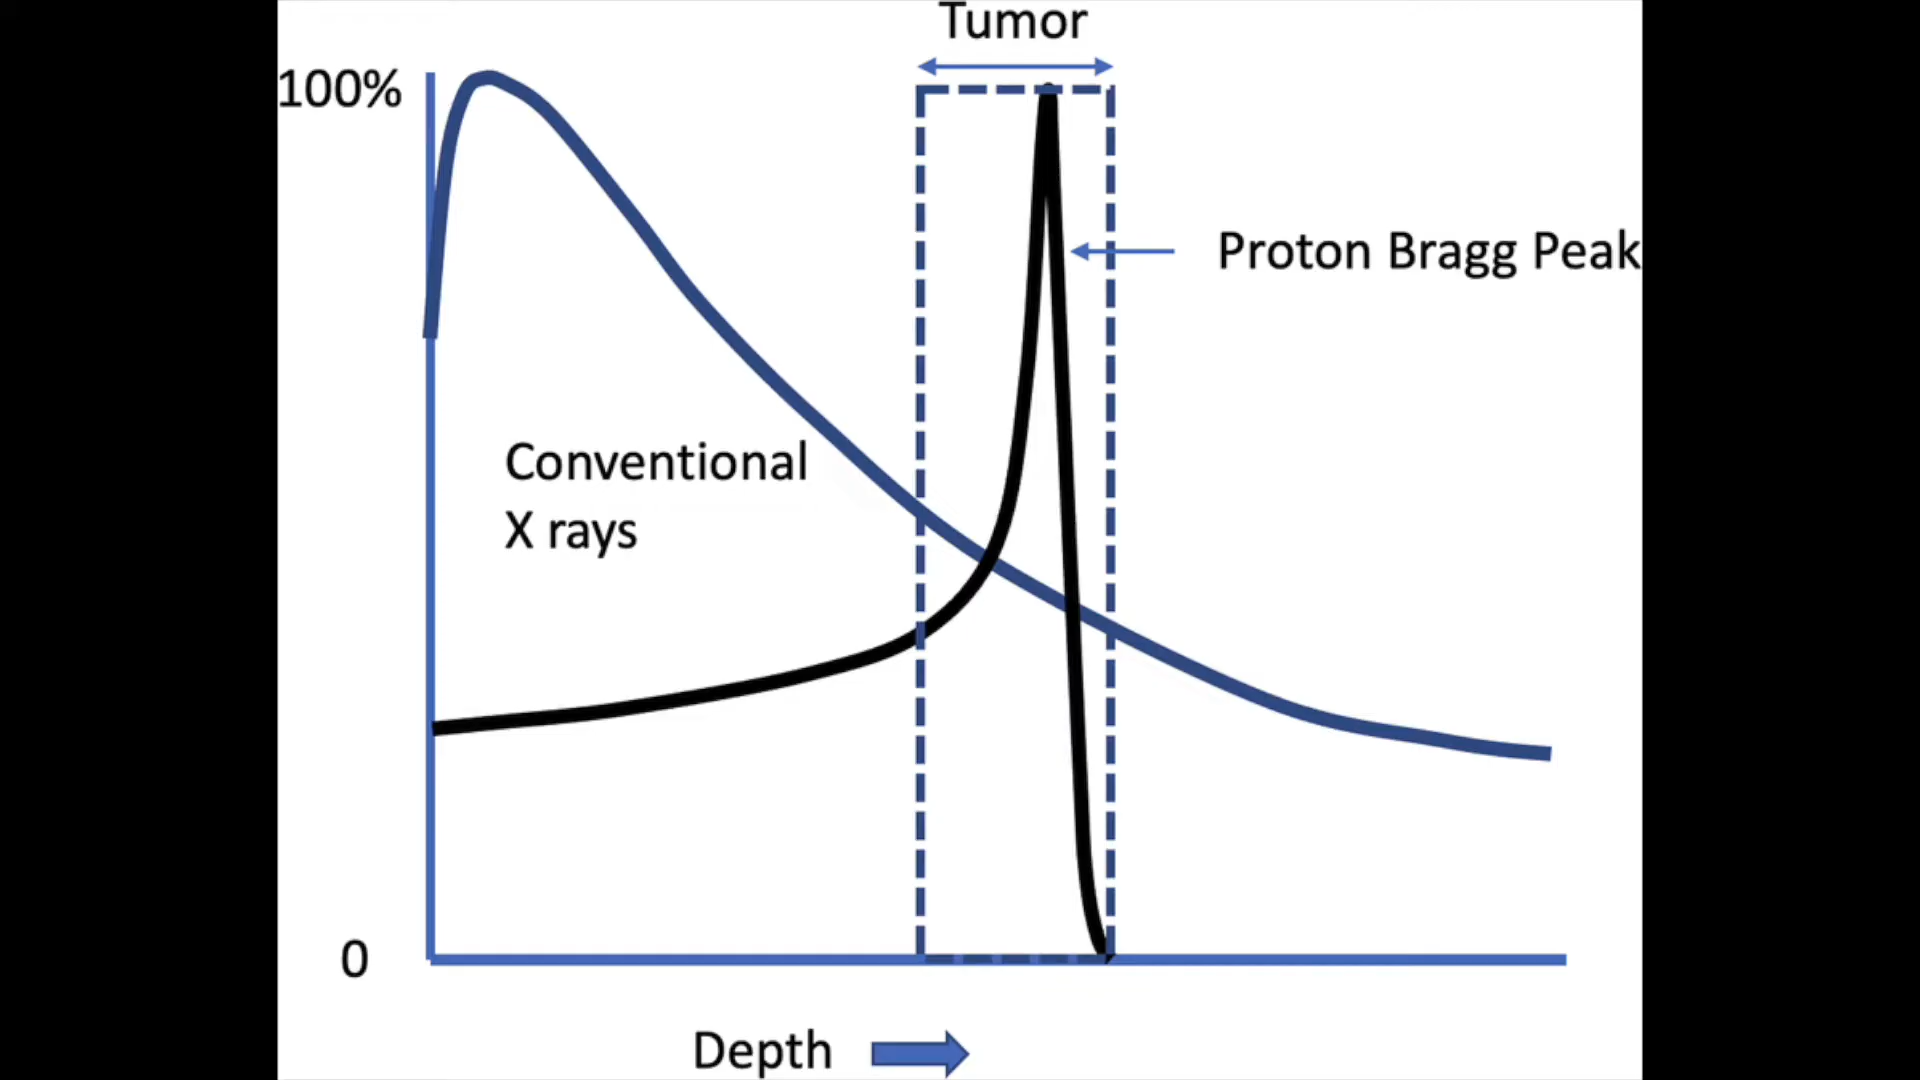 Tumor
100%
Proton Bragg Peak
Conventional
X rays
0
Depth